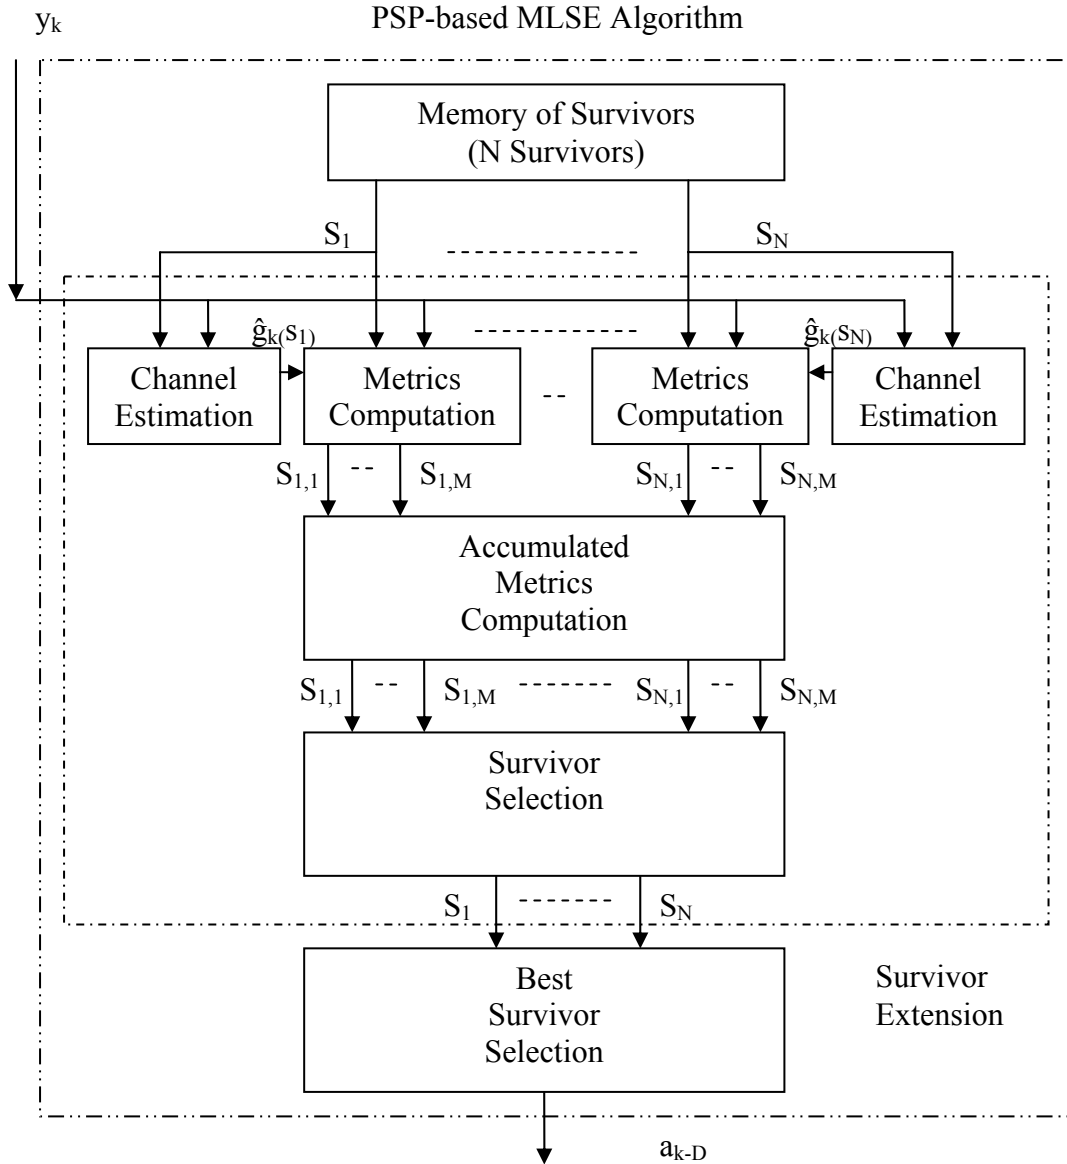 y_k
PSP-based MLSE Algorithm
Memory of Survivors
(N Survivors)
S_1
S_N
ĝ_k(s_1)
ĝ_k(s_N)
Channel
Estimation
Metrics
Computation
Metrics
Computation
Channel
Estimation
S_1,1
S_1,M
S_N,1
S_N,M
Accumulated
Metrics
Computation
S_1,1
S_1,M
S_N,1
S_N,M
Survivor
Selection
S_1
S_N
Best
Survivor
Selection
Survivor
Extension
a_k-D